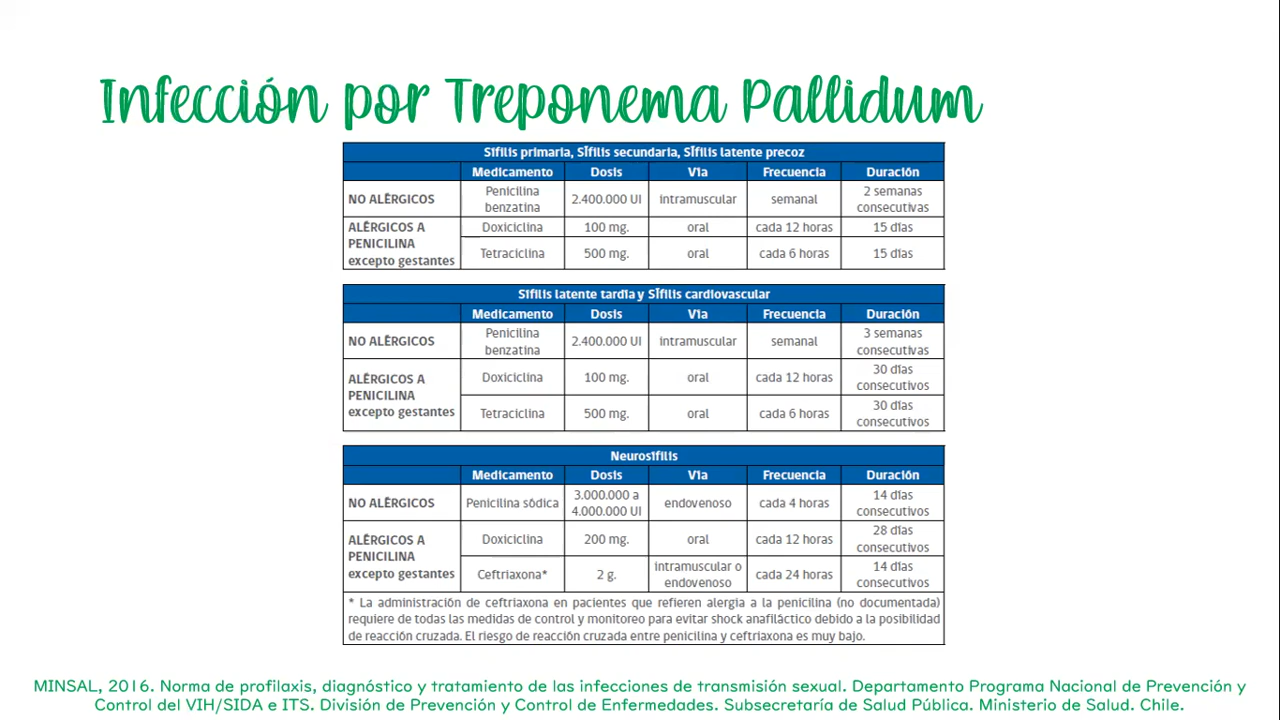 Infección por Treponema Pallidum
Sífilis primaria, Sífilis secundaria, Sífilis latente precoz
Medicamento Dosis Vía Frecuencia Duración
NO ALÉRGICOS Penicilina benzatina 2.400.000 UI intramuscular semanal 2 semanas consecutivas
ALÉRGICOS A PENICILINA excepto gestantes Doxiciclina 100 mg. oral cada 12 horas 15 días
Tetraciclina 500 mg. oral cada 6 horas 15 días
Sífilis latente tardía y Sífilis cardiovascular
Medicamento Dosis Vía Frecuencia Duración
NO ALÉRGICOS Penicilina benzatina 2.400.000 UI intramuscular semanal 3 semanas consecutivas
ALÉRGICOS A PENICILINA excepto gestantes Doxiciclina 100 mg. oral cada 12 horas 30 días consecutivos
Tetraciclina 500 mg. oral cada 6 horas 30 días consecutivos
Neurosífilis
Medicamento Dosis Vía Frecuencia Duración
NO ALÉRGICOS Penicilina sódica 3.000.000 a 4.000.000 UI endovenoso cada 4 horas 14 días consecutivos
ALÉRGICOS A PENICILINA excepto gestantes Doxiciclina 200 mg. oral cada 12 horas 28 días consecutivos
Ceftriaxona* 2 g. intramuscular o endovenoso cada 24 horas 14 días consecutivos
* La administración de ceftriaxona en pacientes que refieren alergia a la penicilina (no documentada)
requiere de todas las medidas de control y monitoreo para evitar shock anafiláctico debido a la posibilidad
de reacción cruzada. El riesgo de reacción cruzada entre penicilina y ceftriaxona es muy bajo.
MINSAL, 2016. Norma de profilaxis, diagnóstico y tratamiento de las infecciones de transmisión sexual. Departamento Programa Nacional de Prevención y
Control del VIH/SIDA e ITS. División de Prevención y Control de Enfermedades. Subsecretaría de Salud Pública. Ministerio de Salud. Chile.